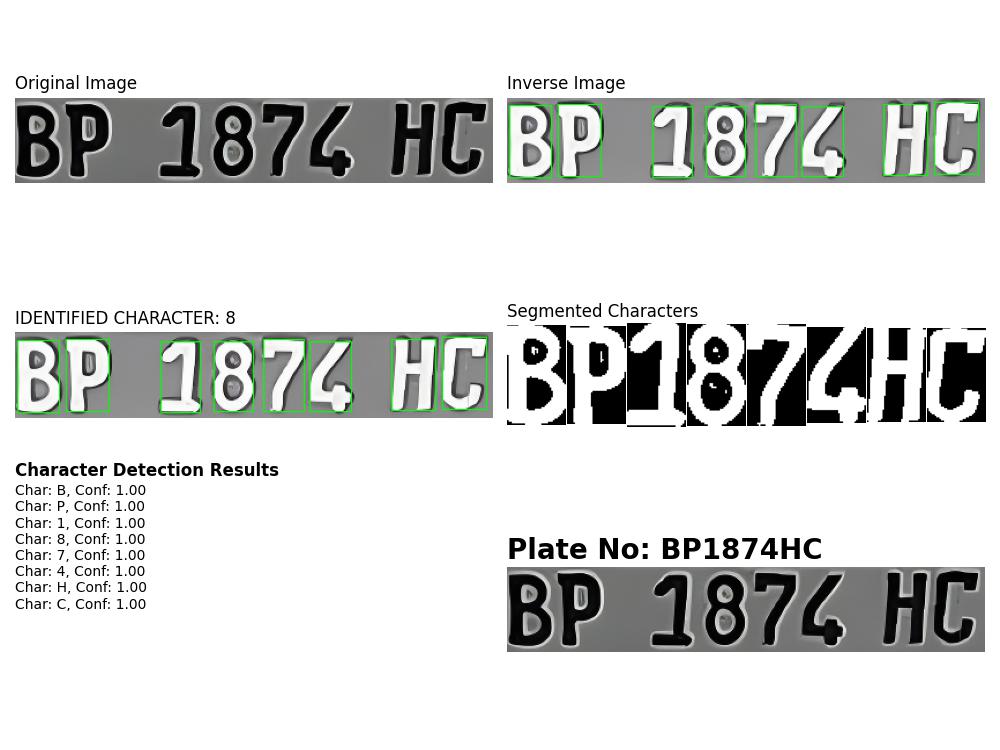 Original Image
BP 1874 HC
Inverse Image
BP 1874 HC
IDENTIFIED CHARACTER: 8
BP 1874 HC
Segmented Characters
BP1874HC
Character Detection Results
Char: B, Conf: 1.00
Char: P, Conf: 1.00
Char: 1, Conf: 1.00
Char: 8, Conf: 1.00
Char: 7, Conf: 1.00
Char: 4, Conf: 1.00
Char: H, Conf: 1.00
Char: C, Conf: 1.00
Plate No: BP1874HC
BP 1874 HC